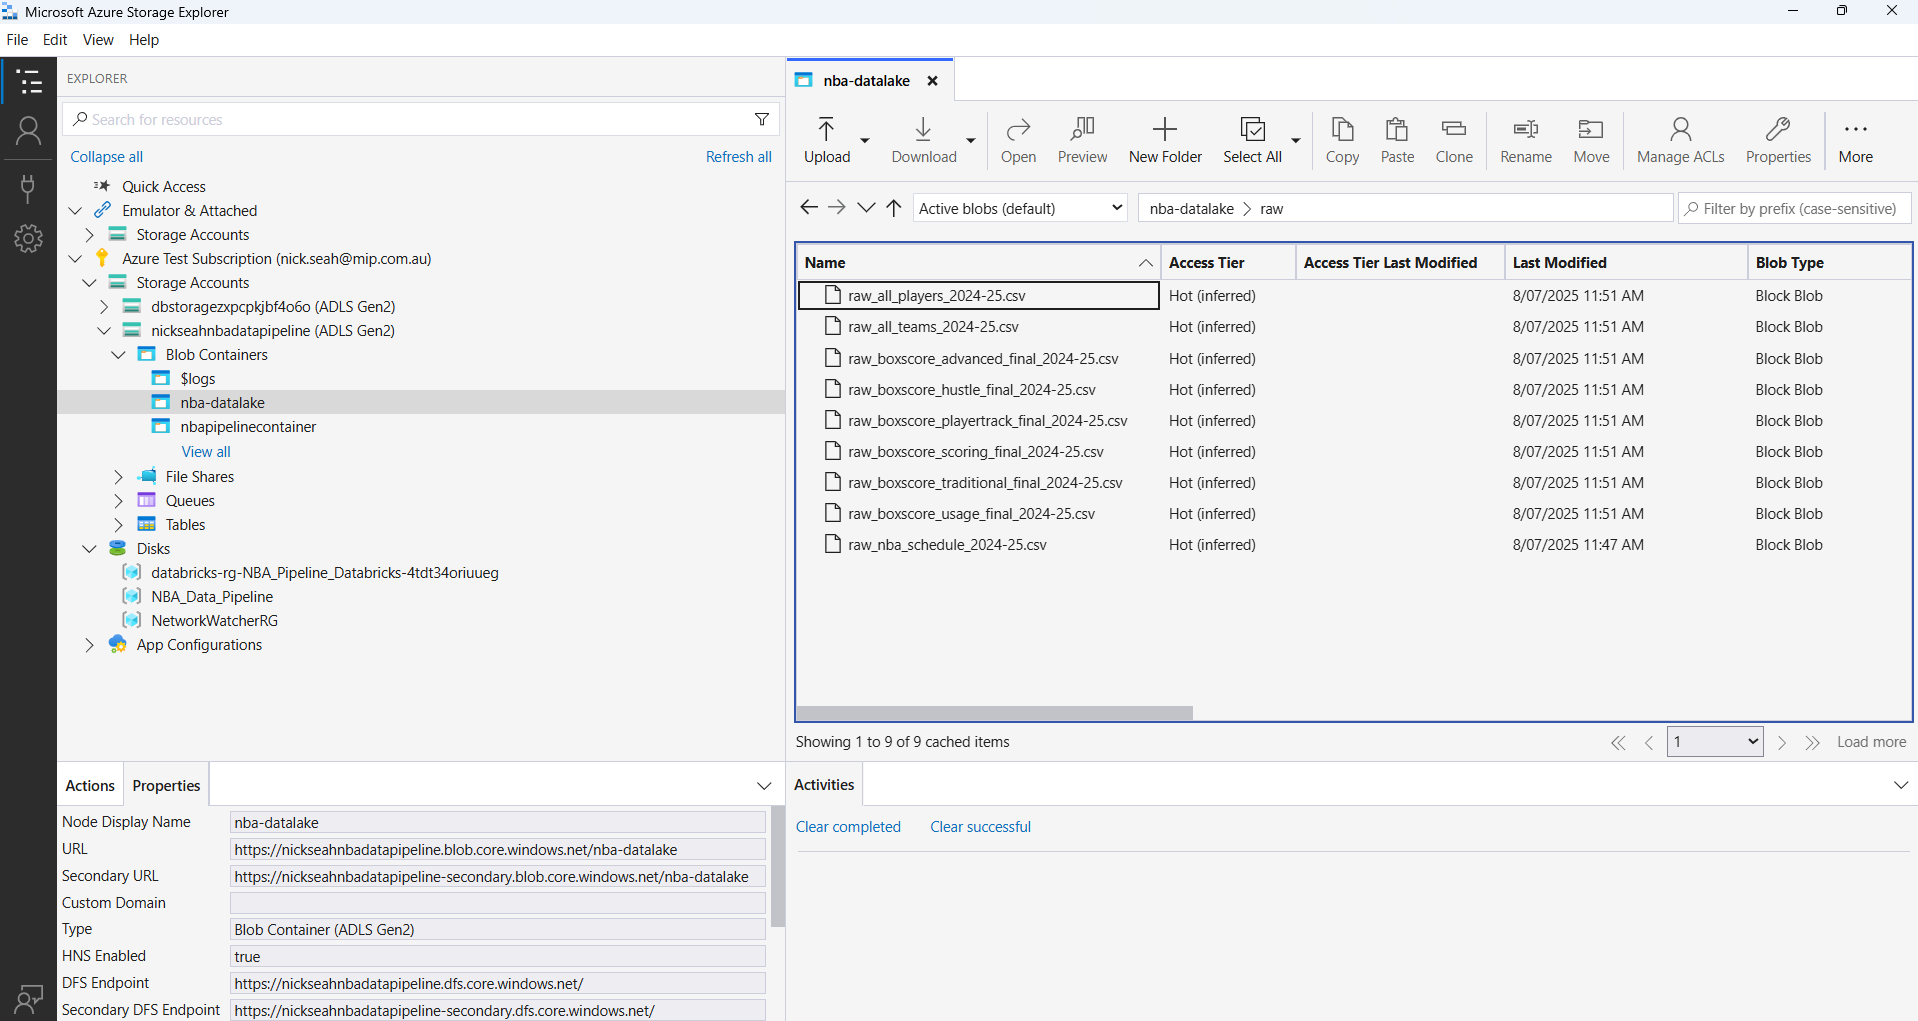 Microsoft Azure Storage Explorer
File Edit View Help
EXPLORER
Search for resources
Collapse all
Refresh all
Quick Access
Emulator & Attached
Storage Accounts
Azure Test Subscription (nick.seah@mip.com.au)
Storage Accounts
dbstoragezxpcpkjbf4o6o (ADLS Gen2)
nickseahnbadatapipeline (ADLS Gen2)
Blob Containers
$logs
nba-datalake
nbapipelinecontainer
View all
File Shares
Queues
Tables
Disks
databricks-rg-NBA_Pipeline_Databricks-4tdt34oriuueg
NBA_Data_Pipeline
NetworkWatcherRG
App Configurations
Actions Properties
Node Display Name nba-datalake
URL https://nickseahnbadatapipeline.blob.core.windows.net/nba-datalake
Secondary URL https://nickseahnbadatapipeline-secondary.blob.core.windows.net/nba-datalake
Custom Domain
Type Blob Container (ADLS Gen2)
HNS Enabled true
DFS Endpoint https://nickseahnbadatapipeline.dfs.core.windows.net/
Secondary DFS Endpoint https://nickseahnbadatapipeline-secondary.dfs.core.windows.net/
nba-datalake
Upload Download Open Preview New Folder Select All Copy Paste Clone Rename Move Manage ACLs Properties More
Active blobs (default) nba-datalake > raw Filter by prefix (case-sensitive)
Name Access Tier Access Tier Last Modified Last Modified Blob Type
raw_all_players_2024-25.csv Hot (inferred) 8/07/2025 11:51 AM Block Blob
raw_all_teams_2024-25.csv Hot (inferred) 8/07/2025 11:51 AM Block Blob
raw_boxscore_advanced_final_2024-25.csv Hot (inferred) 8/07/2025 11:51 AM Block Blob
raw_boxscore_hustle_final_2024-25.csv Hot (inferred) 8/07/2025 11:51 AM Block Blob
raw_boxscore_playertrack_final_2024-25.csv Hot (inferred) 8/07/2025 11:51 AM Block Blob
raw_boxscore_scoring_final_2024-25.csv Hot (inferred) 8/07/2025 11:51 AM Block Blob
raw_boxscore_traditional_final_2024-25.csv Hot (inferred) 8/07/2025 11:51 AM Block Blob
raw_boxscore_usage_final_2024-25.csv Hot (inferred) 8/07/2025 11:51 AM Block Blob
raw_nba_schedule_2024-25.csv Hot (inferred) 8/07/2025 11:47 AM Block Blob
Showing 1 to 9 of 9 cached items
1
Load more
Activities
Clear completed Clear successful